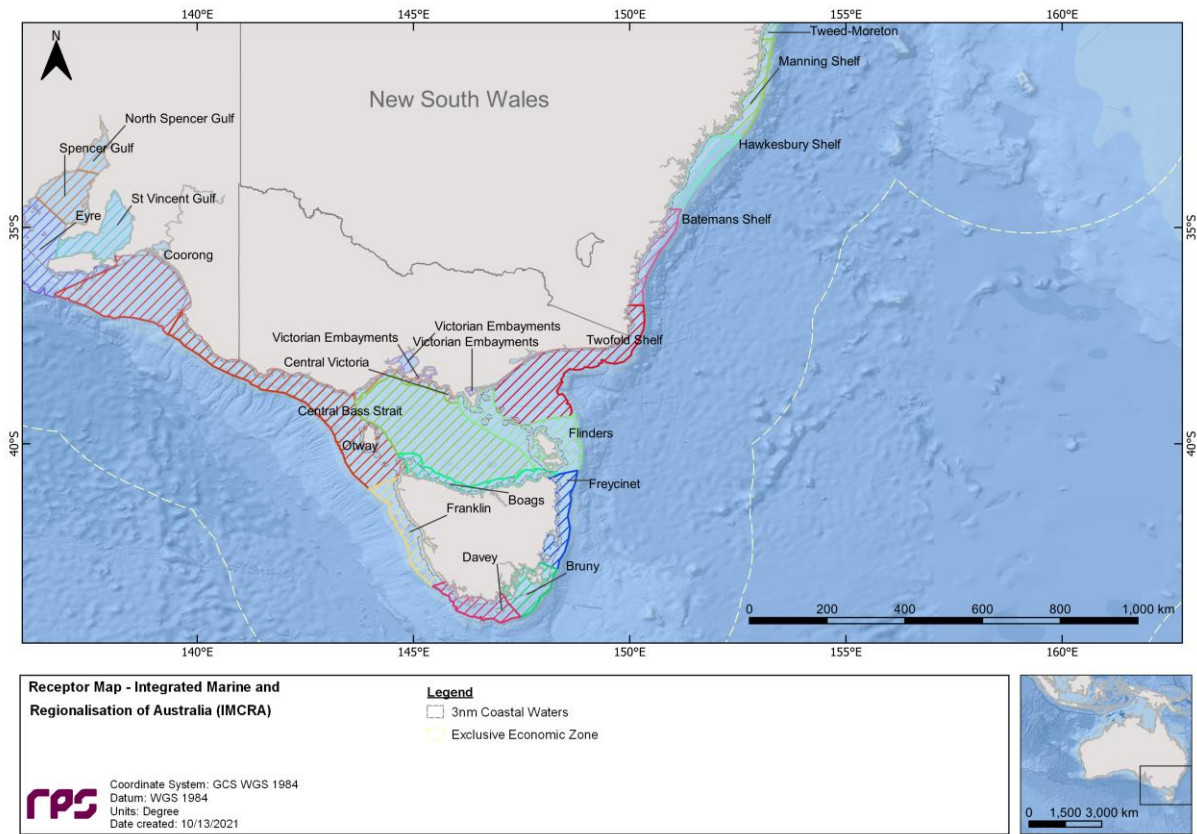 140°E 145°E 150°E 155°E 160°E
N
Tweed-Moreton
Manning Shelf
New South Wales
North Spencer Gulf
Hawkesbury Shelf
Spencer Gulf
St Vincent Gulf
Eyre
Batemans Shelf
35°S 35°S
Coorong
Victorian Embayments
Victorian Embayments
Victorian Embayments
Twofold Shelf
Central Victoria
Central Bass Strait
Flinders
Otway
40°S 40°S
Freycinet
Boags
Franklin
Davey
Bruny
0 200 400 600 800 1,000 km
140°E 145°E 150°E 155°E 160°E
Receptor Map - Integrated Marine and
Regionalisation of Australia (IMCRA)
Legend
3nm Coastal Waters
Exclusive Economic Zone
rps
Coordinate System: GCS WGS 1984
Datum: WGS 1984
Units: Degree
Date created: 10/13/2021
0 1,500 3,000 km